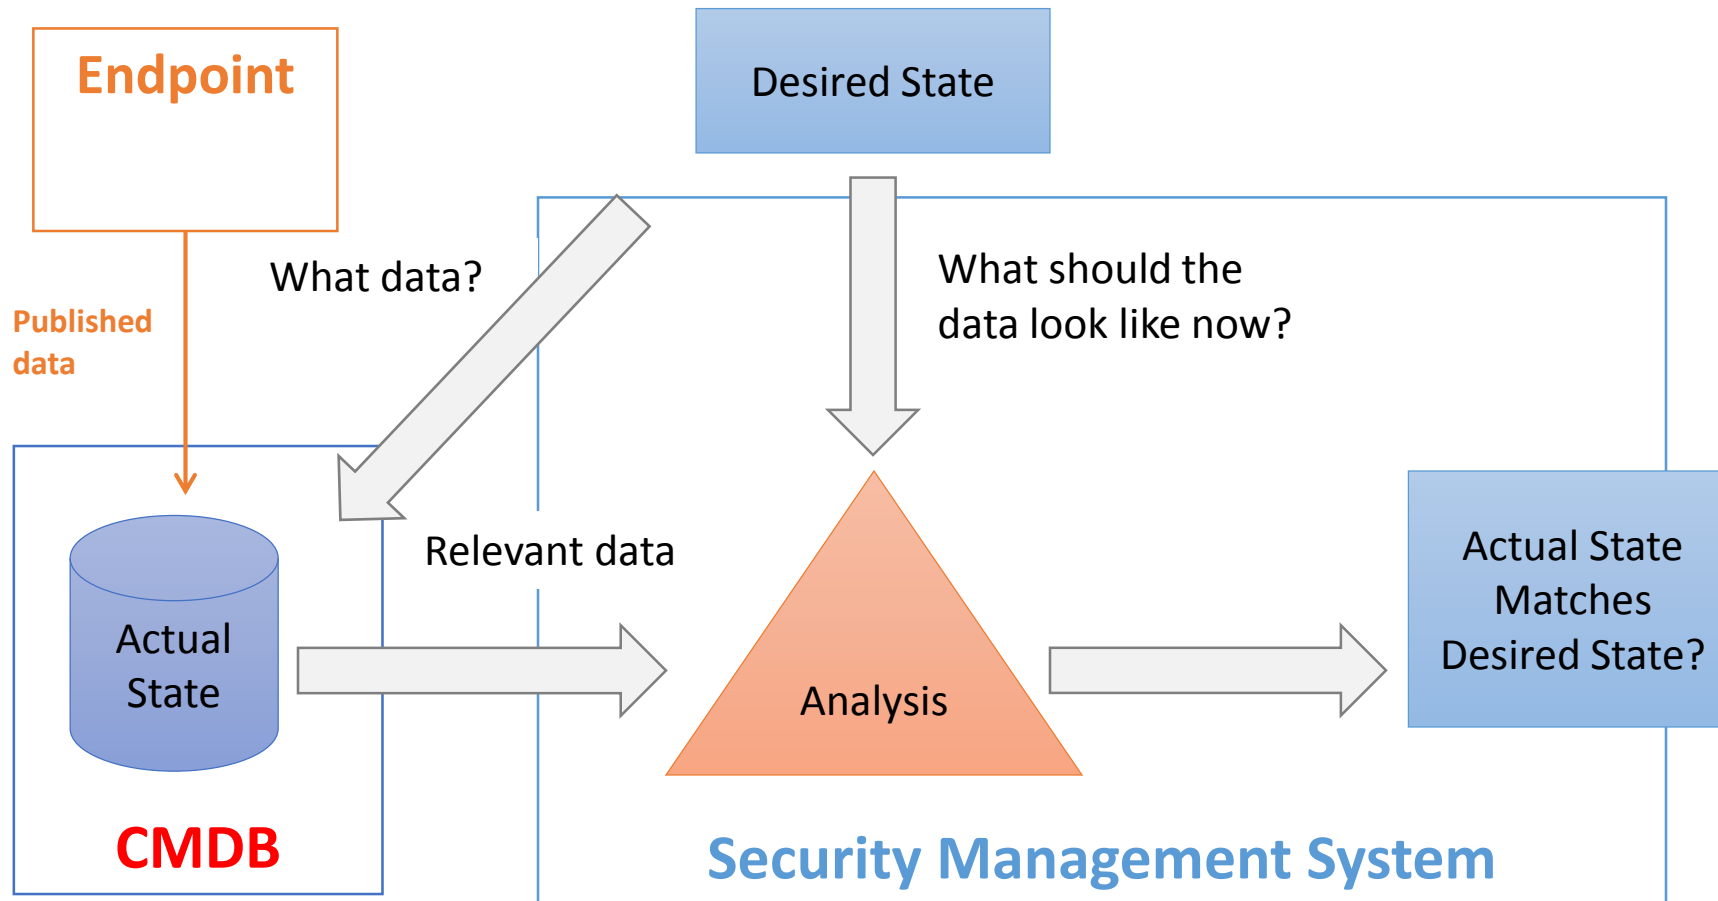 Endpoint
Desired State
What data?
What should the
data look like now?
Published
data
Relevant data
Actual
State
Analysis
Actual State
Matches
Desired State?
CMDB
Security Management System